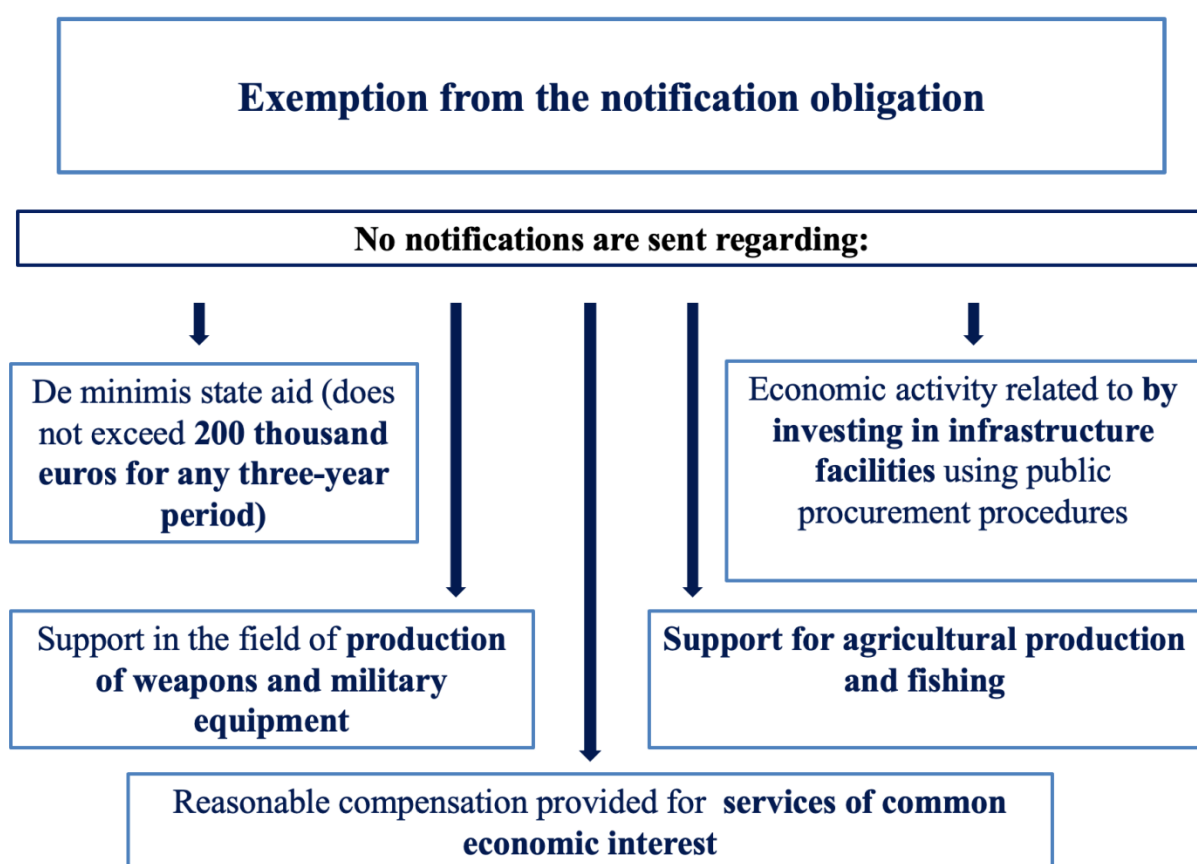 Exemption from the notification obligation
No notifications are sent regarding:
De minimis state aid (does
not exceed 200 thousand
euros for any three-year
period)
Economic activity related to by
investing in infrastructure
facilities using public
procurement procedures
Support in the field of production
of weapons and military
equipment
Support for agricultural production
and fishing
Reasonable compensation provided for services of common
economic interest